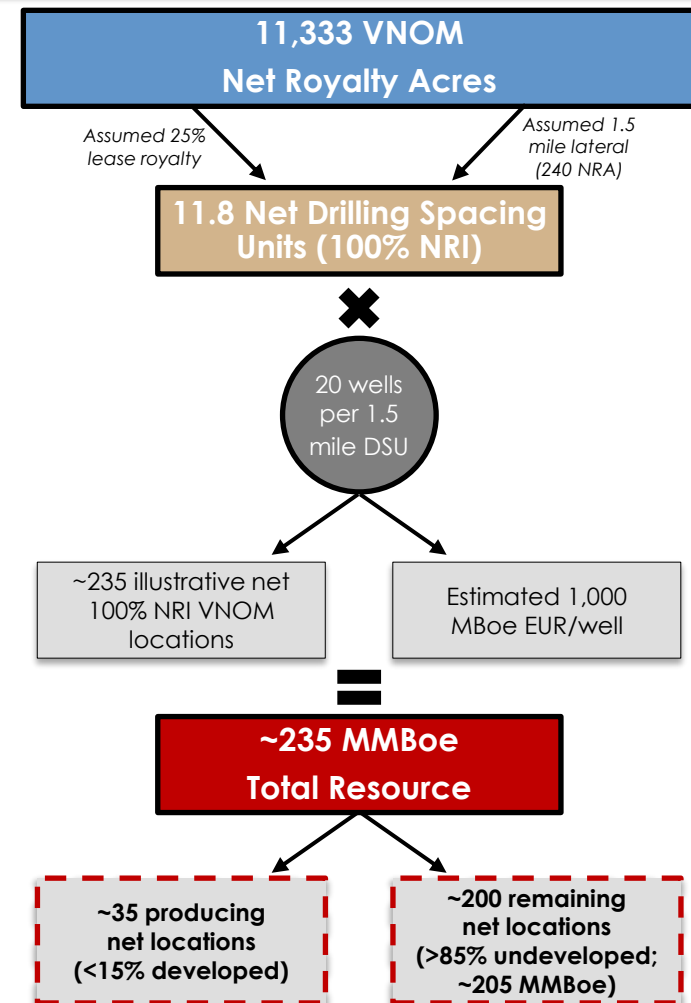 11,333 VNOM
Net Royalty Acres
Assumed 25%
lease royalty
Assumed 1.5
mile lateral
(240 NRA)
11.8 Net Drilling Spacing
Units (100% NRI)
20 wells
per 1.5
mile DSU
~235 illustrative net
100% NRI VNOM
locations
Estimated 1,000
MBoe EUR/well
~235 MMBoe
Total Resource
~35 producing
net locations
(<15% developed)
~200 remaining
net locations
(>85% undeveloped;
~205 MMBoe)